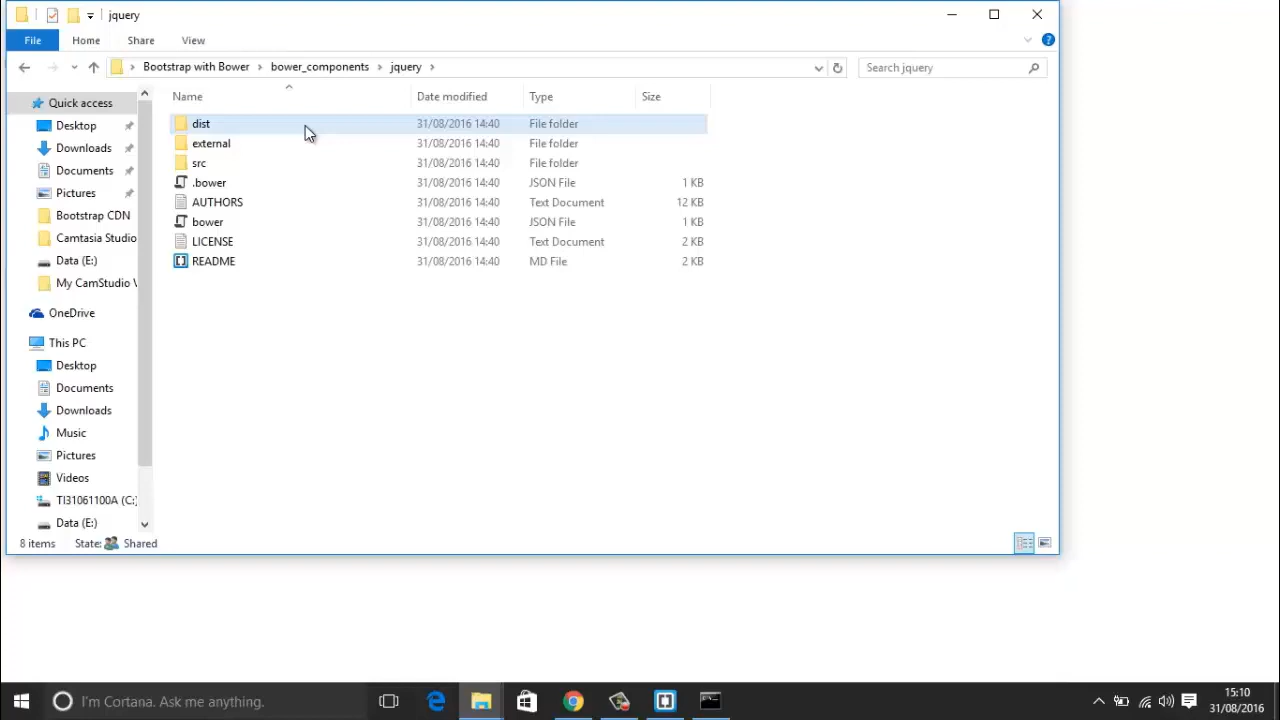 jquery
File Home Share View
Bootstrap with Bower bower_components jquery Search jquery
Name Date modified Type Size
Quick access
Desktop
Downloads
Documents
Pictures
Bootstrap CDN
Camtasia Studio
Data (E:)
My CamStudio V
OneDrive
This PC
Desktop
Documents
Downloads
Music
Pictures
Videos
TI31061100A (C:
Data (E:)
dist 31/08/2016 14:40 File folder
external 31/08/2016 14:40 File folder
src 31/08/2016 14:40 File folder
.bower 31/08/2016 14:40 JSON File 1 KB
AUTHORS 31/08/2016 14:40 Text Document 12 KB
bower 31/08/2016 14:40 JSON File 1 KB
LICENSE 31/08/2016 14:40 Text Document 2 KB
README 31/08/2016 14:40 MD File 2 KB
8 items State: Shared
I'm Cortana. Ask me anything.
15:10
31/08/2016